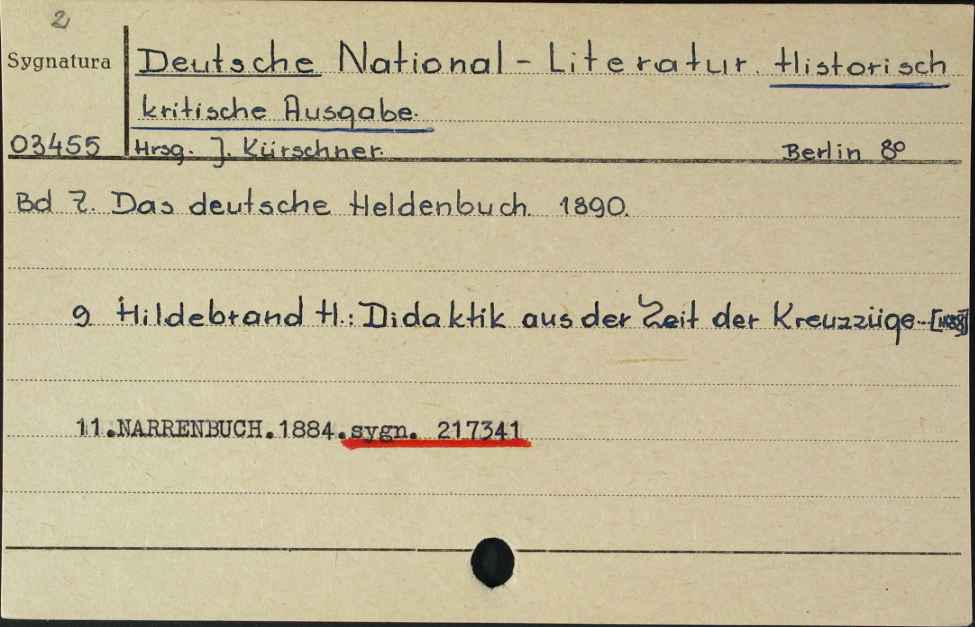 2
Sygnatura
Deutsche National-Literatur. Historisch
kritische Ausgabe.
03455 Hrsg. J. Kürschner. Berlin 8°
Bd 7. Das deutsche Heldenbuch. 1890.
9 Hildebrand H.: Didaktik aus der Zeit der Kreuzzüge
11.NARRENBUCH.1884.sygn. 217341